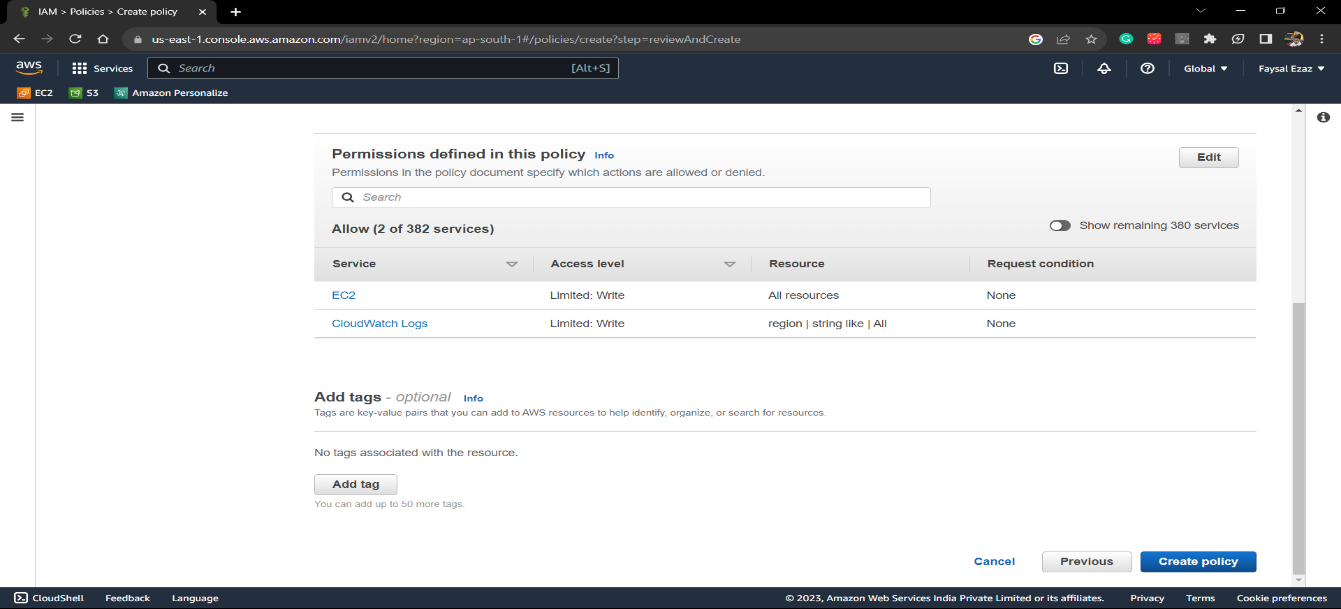 IAM > Policies > Create policy
us-east-1.console.aws.amazon.com/iamv2/home?region=ap-south-1#/policies/create?step=reviewAndCreate
aws Services Search [Alt+S] Global Faysal Ezaz
EC2 S3 Amazon Personalize
Permissions defined in this policy Info
Edit
Permissions in the policy document specify which actions are allowed or denied.
Search
Allow (2 of 382 services)
Show remaining 380 services
Service Access level Resource Request condition
EC2 Limited: Write All resources None
CloudWatch Logs Limited: Write region | string like | All None
Add tags - optional Info
Tags are key-value pairs that you can add to AWS resources to help identify, organize, or search for resources.
No tags associated with the resource.
Add tag
You can add up to 50 more tags.
Cancel Previous Create policy
CloudShell Feedback Language © 2023, Amazon Web Services India Private Limited or its affiliates. Privacy Terms Cookie preferences